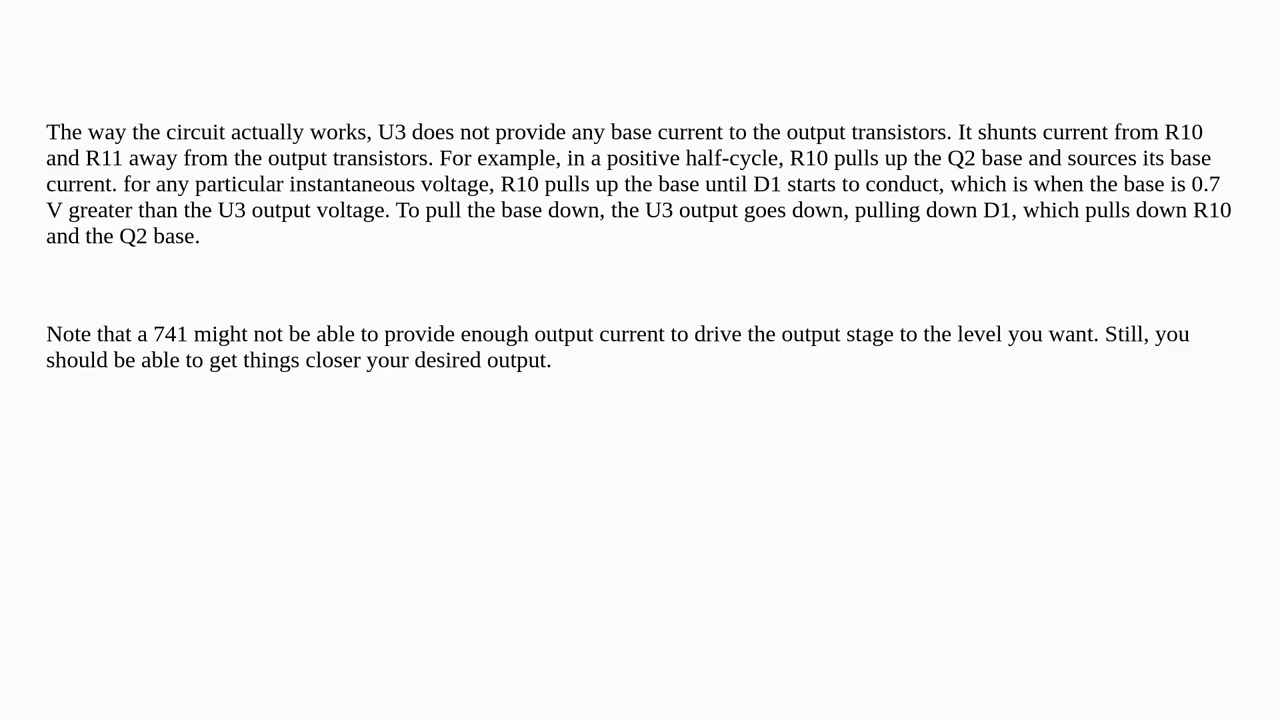 The way the circuit actually works, U3 does not provide any base current to the output transistors. It shunts current from R10
and R11 away from the output transistors. For example, in a positive half-cycle, R10 pulls up the Q2 base and sources its base
current. for any particular instantaneous voltage, R10 pulls up the base until D1 starts to conduct, which is when the base is 0.7
V greater than the U3 output voltage. To pull the base down, the U3 output goes down, pulling down D1, which pulls down R10
and the Q2 base.
Note that a 741 might not be able to provide enough output current to drive the output stage to the level you want. Still, you
should be able to get things closer your desired output.